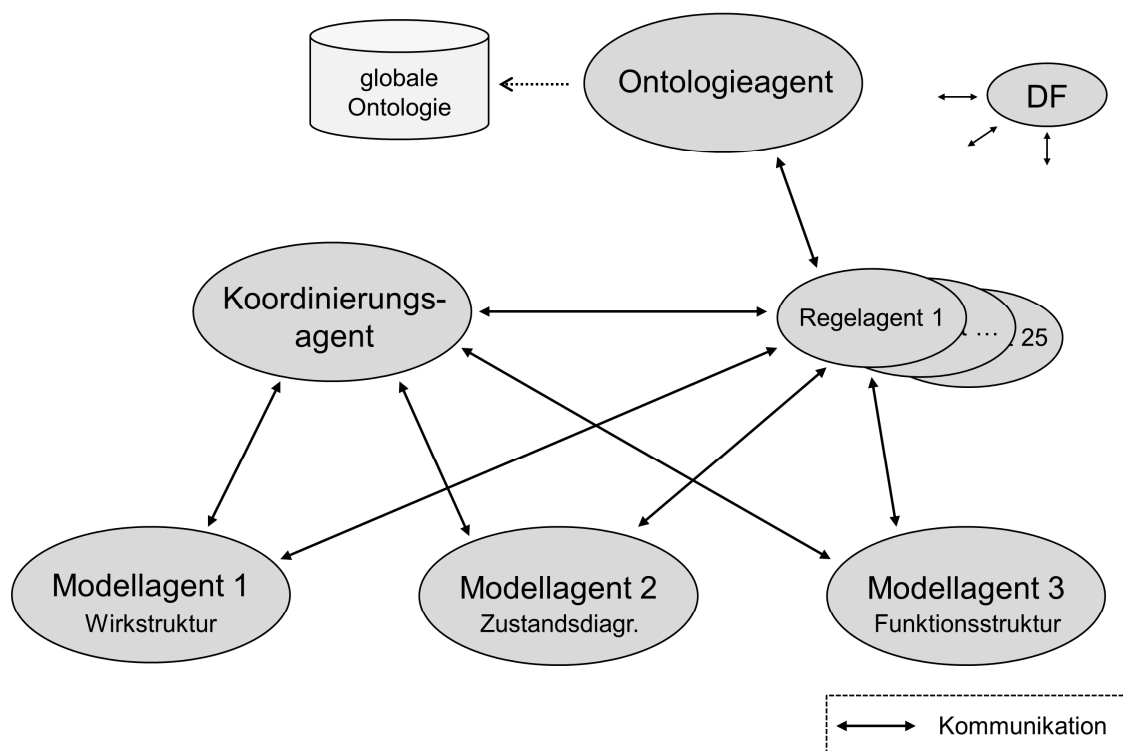 globale
Ontologie
Ontologieagent
DF
Koordinierungs-
agent
Regelagent 1
...
25
Modellagent 1
Wirkstruktur
Modellagent 2
Zustandsdiagr.
Modellagent 3
Funktionsstruktur
Kommunikation